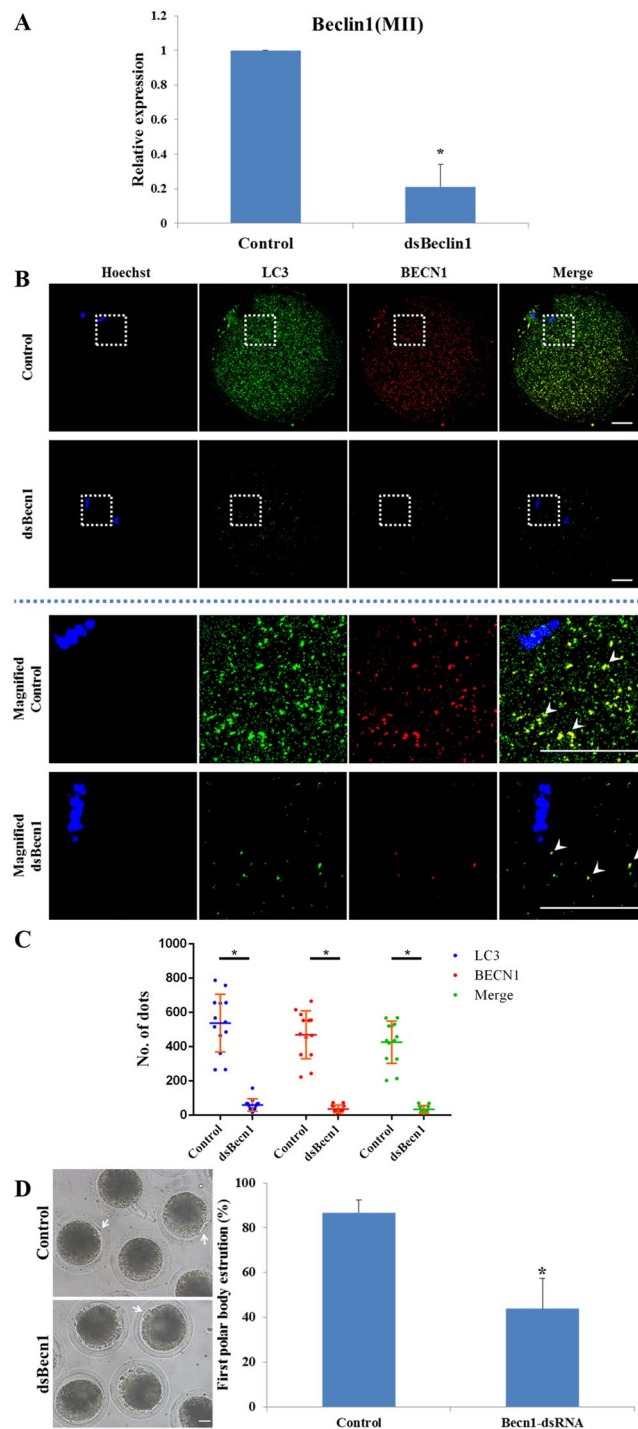 A
Beclin1(MII)
Relative expression
1.2
1
0.8
0.6
0.4
0.2
0
*
Control
dsBeclin1
B
Hoechst
LC3
BECN1
Merge
Control
dsBecn1
Magnified
Control
Magnified
dsBecn1
C
No. of dots
1000
800
600
400
200
0
*
*
*
LC3
BECN1
Merge
Control
dsBecn1
Control
dsBecn1
Control
dsBecn1
D
Control
dsBecn1
First polar body estrution (%)
100
80
60
40
20
0
*
Control
Becn1-dsRNA